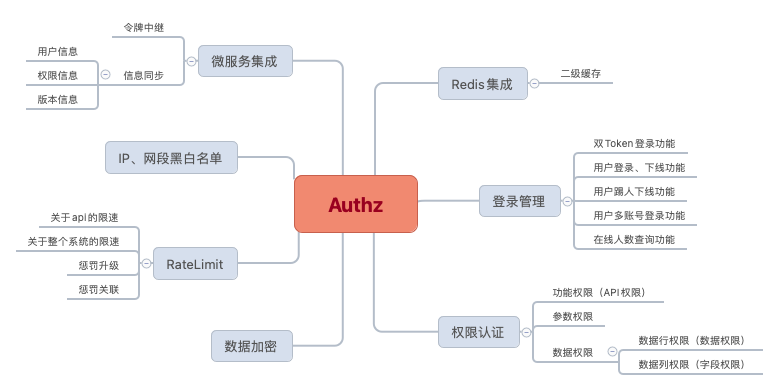 Authz
微服务集成
令牌中继
信息同步
用户信息
权限信息
版本信息
IP、网段黑白名单
RateLimit
关于api的限速
关于整个系统的限速
惩罚升级
惩罚关联
数据加密
Redis集成
二级缓存
登录管理
双Token登录功能
用户登录、下线功能
用户踢人下线功能
用户多账号登录功能
在线人数查询功能
权限认证
功能权限（API权限）
参数权限
数据权限
数据行权限（数据权限）
数据列权限（字段权限）